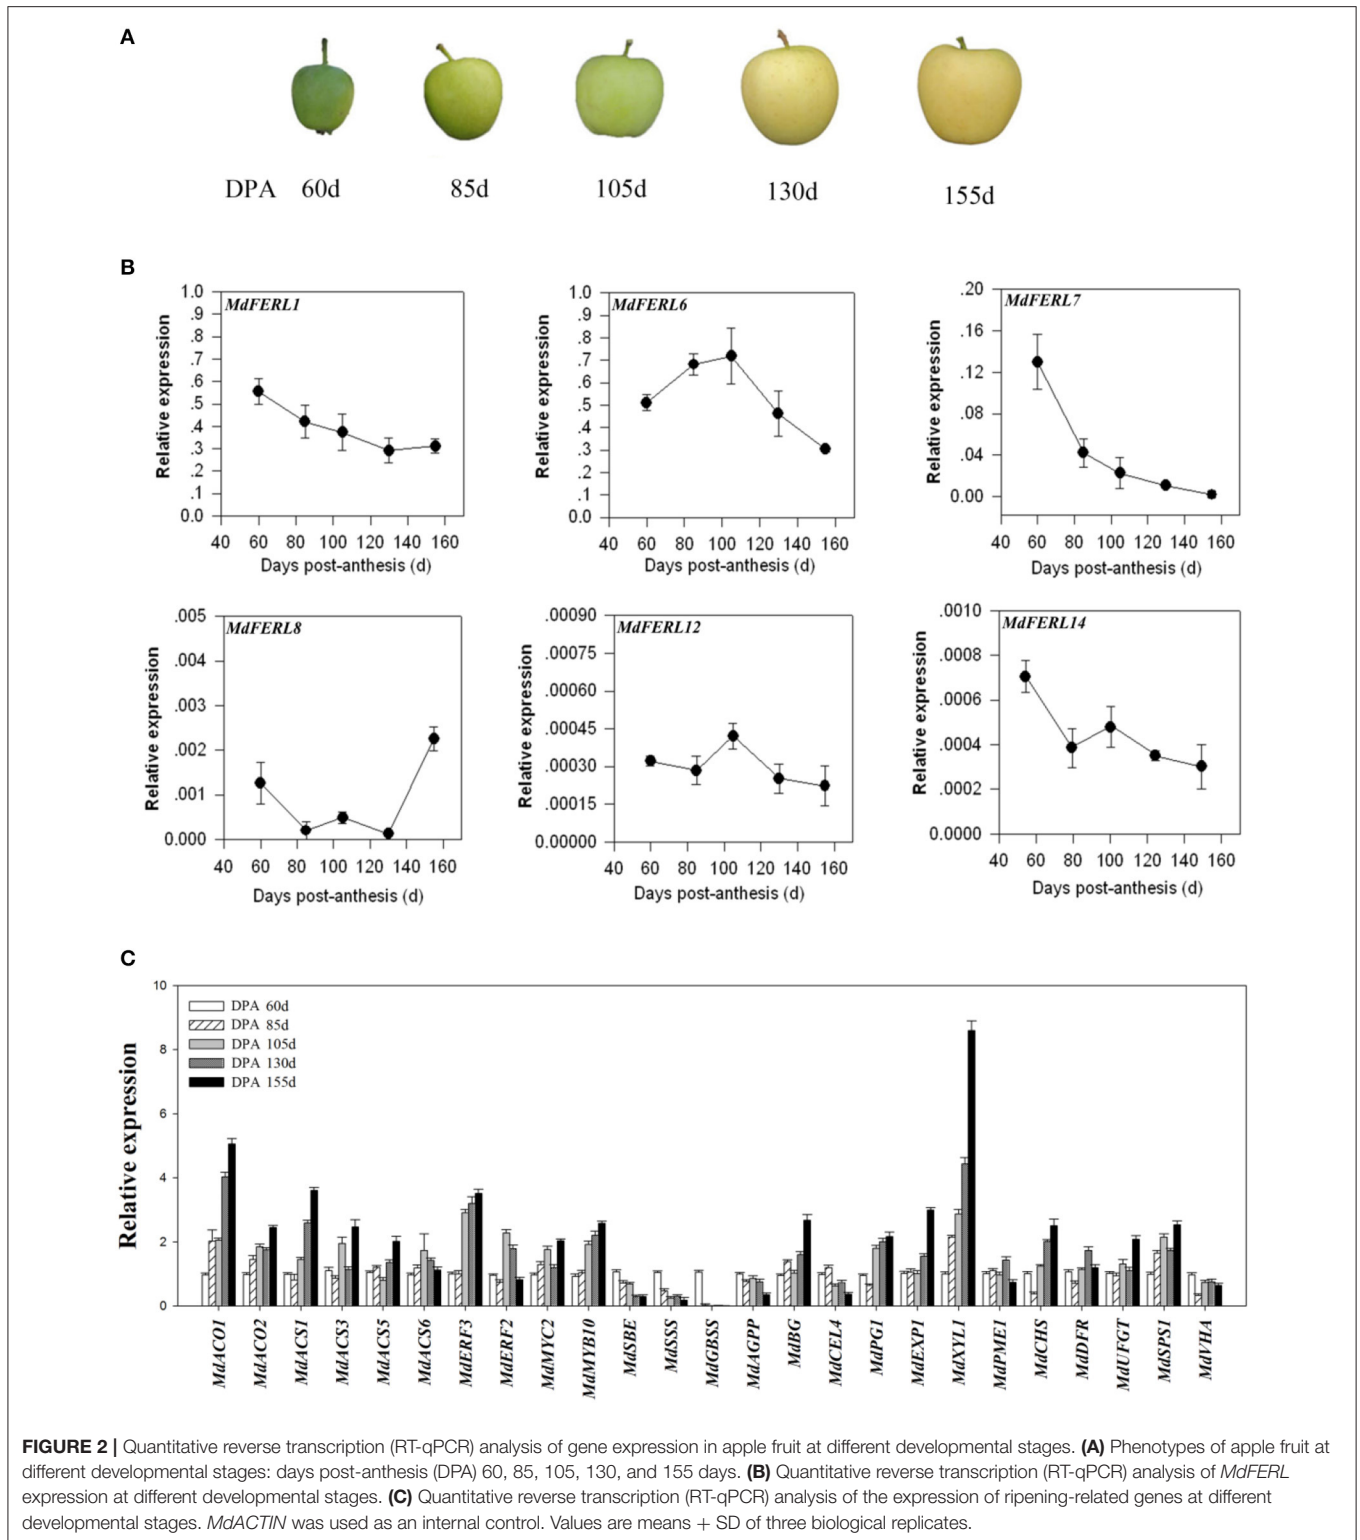 A
DPA 60d 85d 105d 130d 155d
B
MdFERL1
1.0
.9
.8
.7
.6
.5
.4
.3
.2
.1
0.0
Relative expression
40 60 80 100 120 140 160
Days post-anthesis (d)
MdFERL6
1.0
.9
.8
.7
.6
.5
.4
.3
.2
.1
0.0
Relative expression
40 60 80 100 120 140 160
Days post-anthesis (d)
MdFERL7
.20
.16
.12
.08
.04
0.00
Relative expression
40 60 80 100 120 140 160
Days post-anthesis (d)
MdFERL8
.005
.004
.003
.002
.001
0.000
Relative expression
40 60 80 100 120 140 160
Days post-anthesis (d)
MdFERL12
.00090
.00075
.00060
.00045
.00030
.00015
0.00000
Relative expression
40 60 80 100 120 140 160
Days post-anthesis (d)
MdFERL14
.0010
.0008
.0006
.0004
.0002
0.0000
Relative expression
40 60 80 100 120 140 160
Days post-anthesis (d)
C
10
8
6
4
2
0
Relative expression
DPA 60d
DPA 85d
DPA 105d
DPA 130d
DPA 155d
MdACO1
MdACO2
MdACS1
MdACS3
MdACS5
MdACS6
MdERF3
MdERF2
MdMYC2
MdMYB10
MdSBE
MdSSS
MdGBSS
MdAGPP
MdBG
MdCEL4
MdPG1
MdEXP1
MdXYL1
MdPME1
MdCHS
MdDFR
MdUFGT
MdSPS1
MdVHA
FIGURE 2 | Quantitative reverse transcription (RT-qPCR) analysis of gene expression in apple fruit at different developmental stages. (A) Phenotypes of apple fruit at
different developmental stages: days post-anthesis (DPA) 60, 85, 105, 130, and 155 days. (B) Quantitative reverse transcription (RT-qPCR) analysis of MdFERL
expression at different developmental stages. (C) Quantitative reverse transcription (RT-qPCR) analysis of the expression of ripening-related genes at different
developmental stages. MdACTIN was used as an internal control. Values are means + SD of three biological replicates.